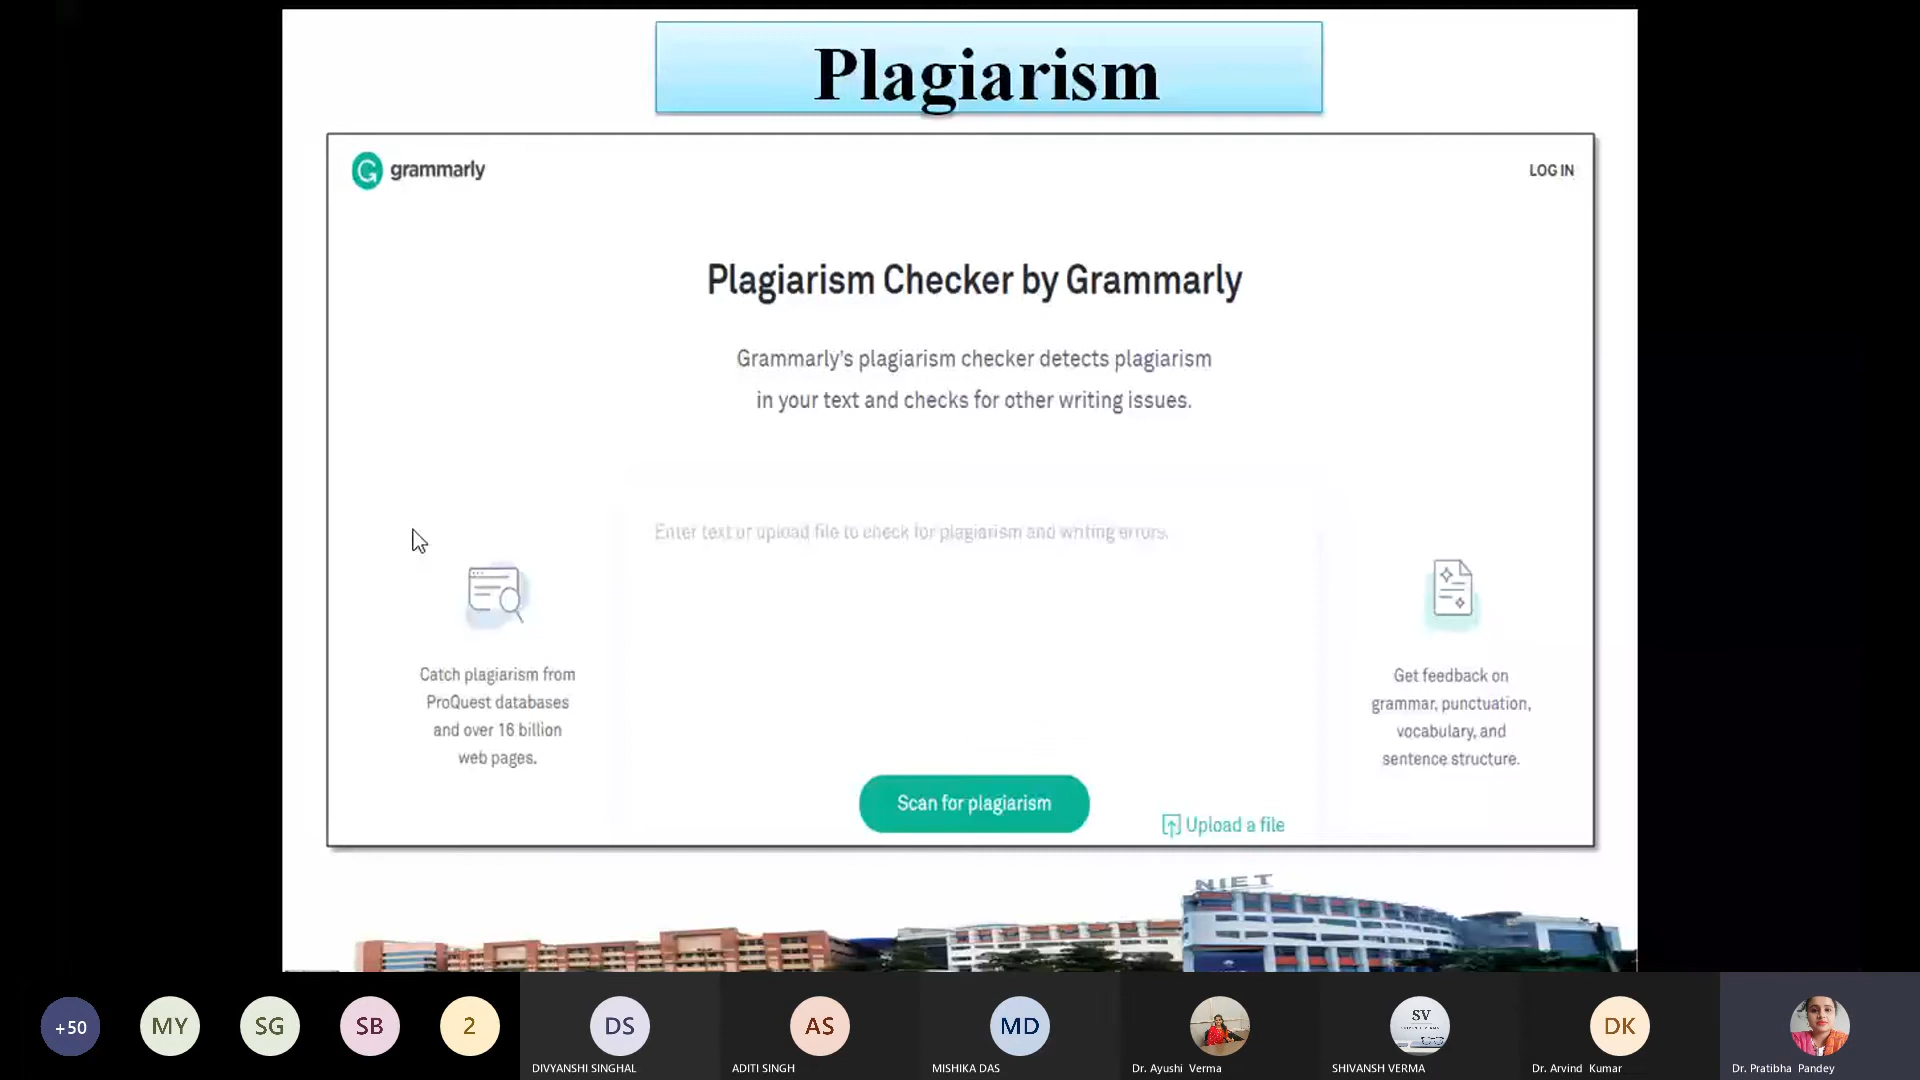 Plagiarism
grammarly
LOG IN
Plagiarism Checker by Grammarly
Grammarly's plagiarism checker detects plagiarism
in your text and checks for other writing issues.
Enter text or upload file to check for plagiarism and writing errors.
Catch plagiarism from
ProQuest databases
and over 16 billion
web pages.
Get feedback on
grammar, punctuation,
vocabulary, and
sentence structure.
Scan for plagiarism
Upload a file
NIET
+50
MY
SG
SB
2
DS
AS
MD
SV
DK
DIVYANSHI SINGHAL
ADITI SINGH
MISHIKA DAS
Dr. Ayushi Verma
SHIVANSH VERMA
Dr. Arvind Kumar
Dr. Pratibha Pandey